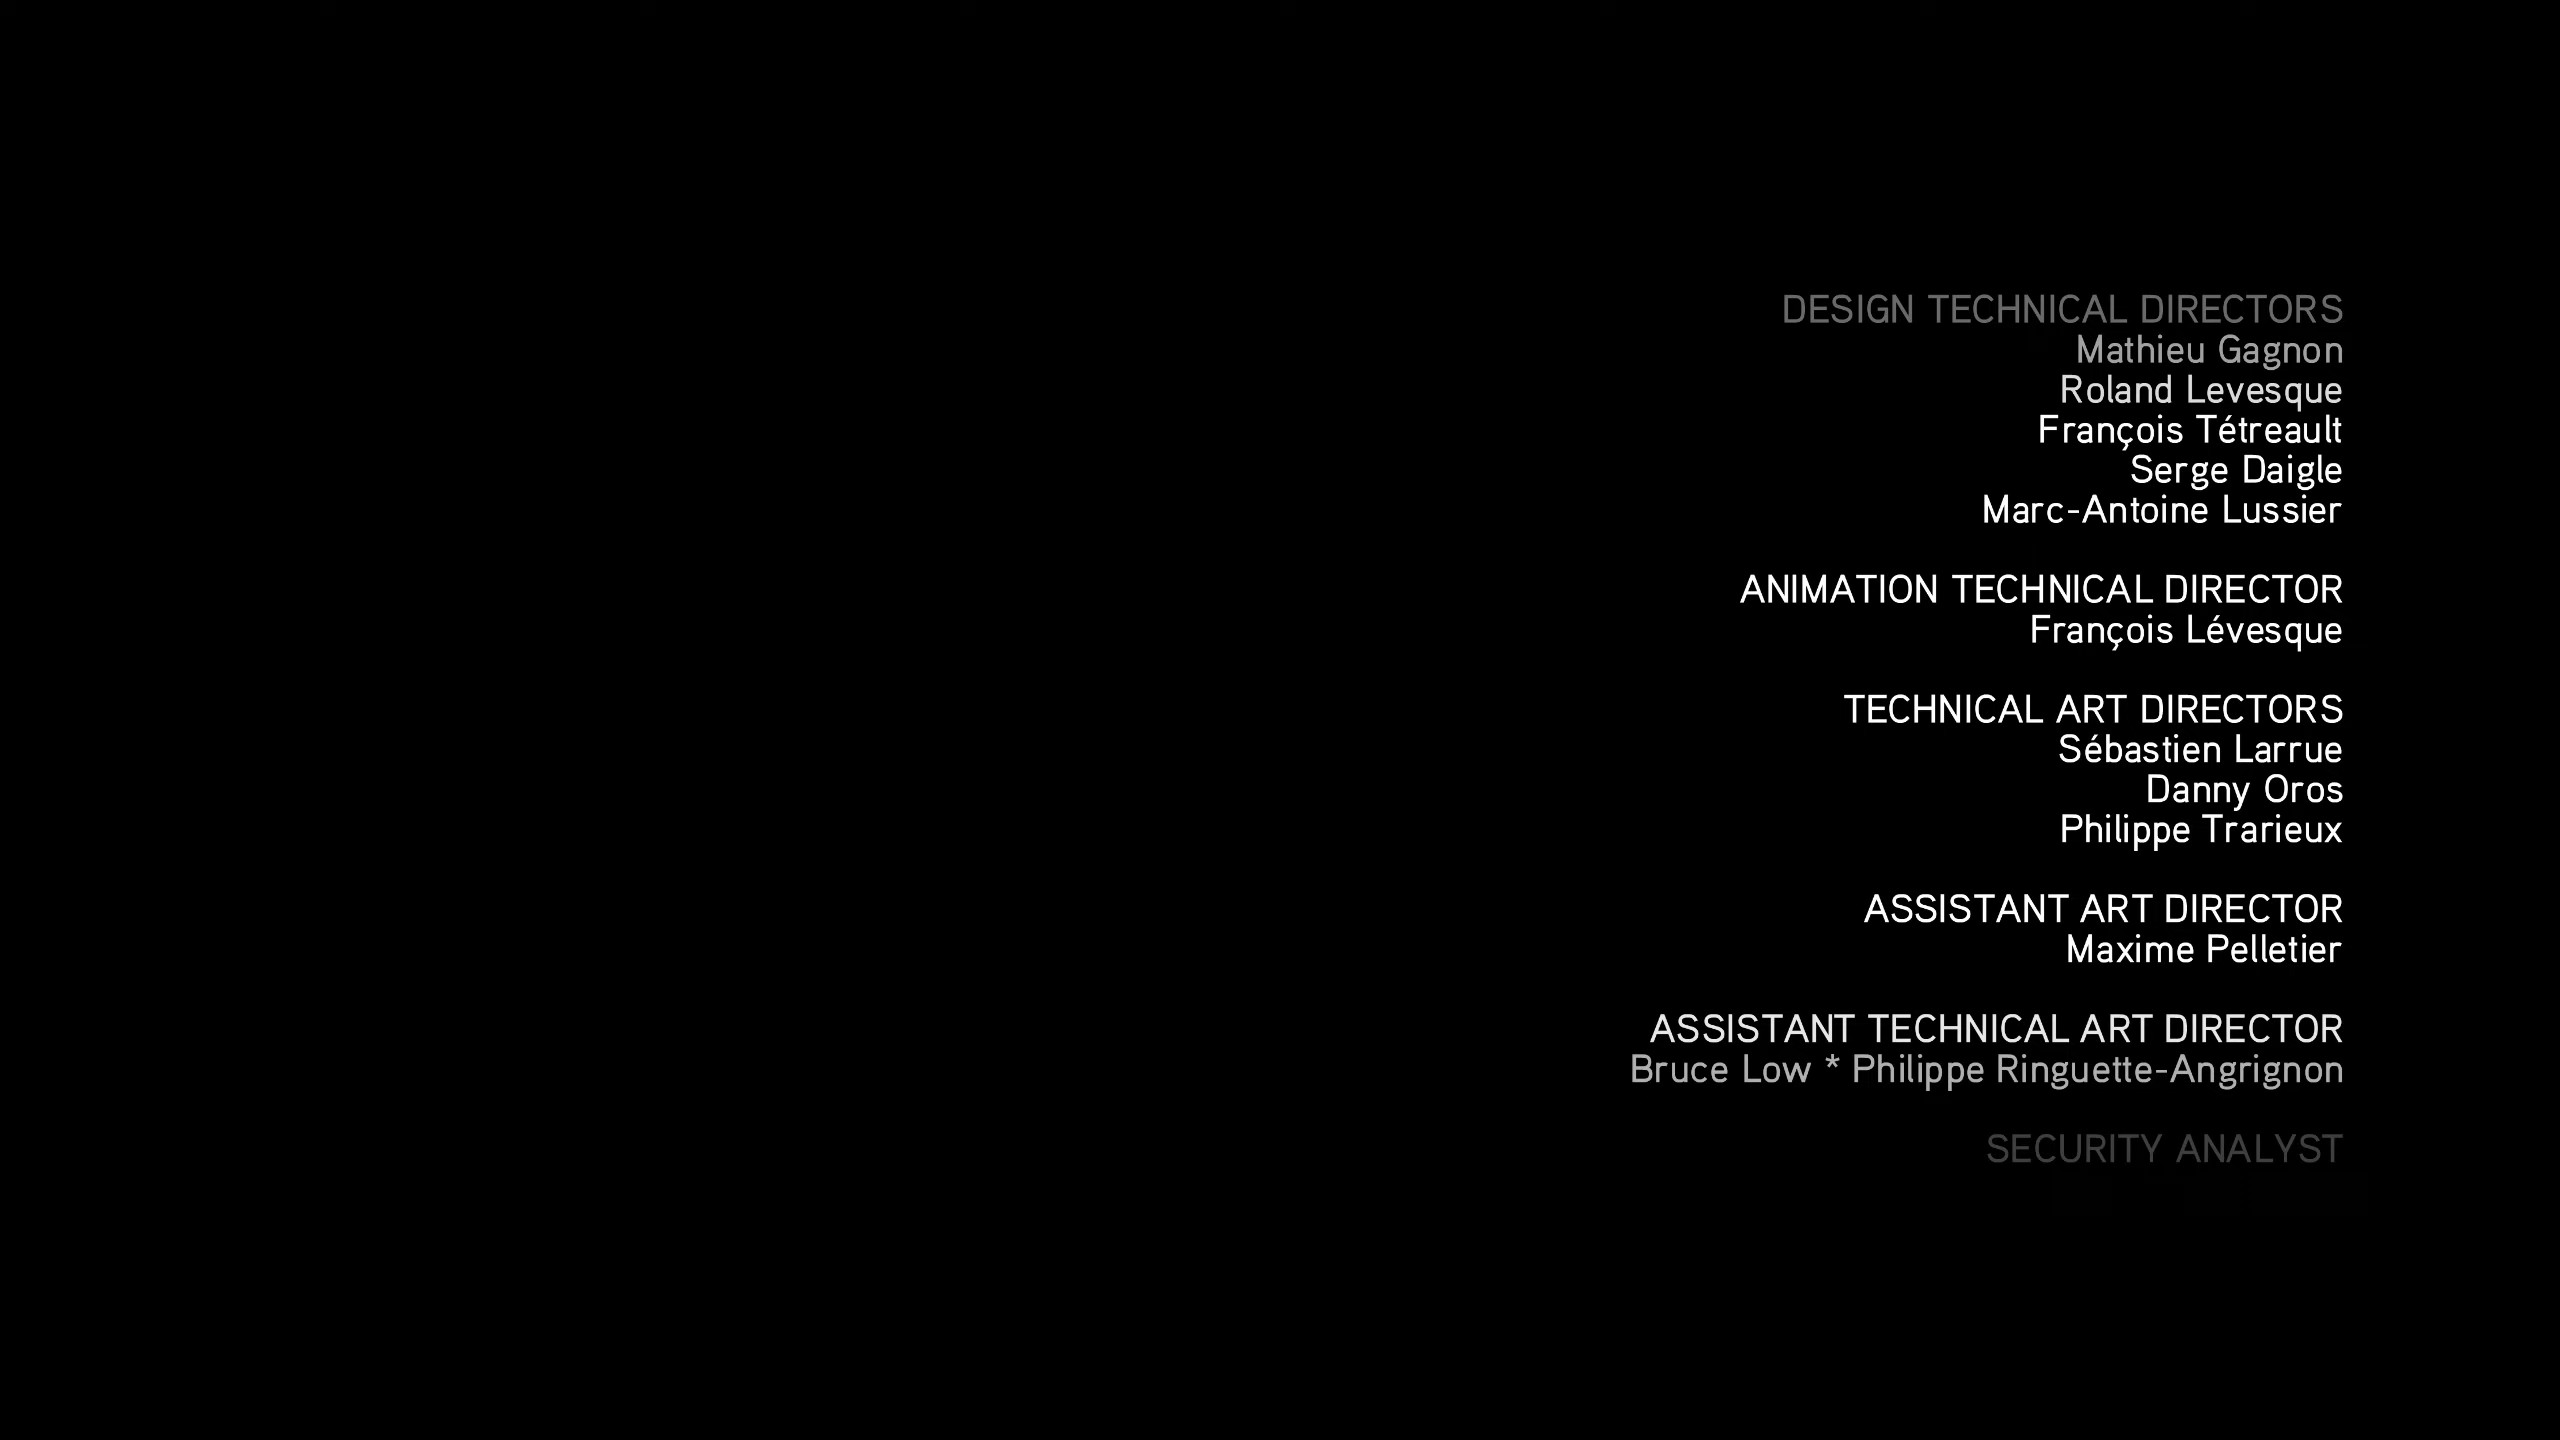 DESIGN TECHNICAL DIRECTORS
Mathieu Gagnon
Roland Levesque
François Tétreault
Serge Daigle
Marc-Antoine Lussier
ANIMATION TECHNICAL DIRECTOR
François Lévesque
TECHNICAL ART DIRECTORS
Sébastien Larrue
Danny Oros
Philippe Trarieux
ASSISTANT ART DIRECTOR
Maxime Pelletier
ASSISTANT TECHNICAL ART DIRECTOR
Bruce Low * Philippe Ringuette-Angrignon
SECURITY ANALYST